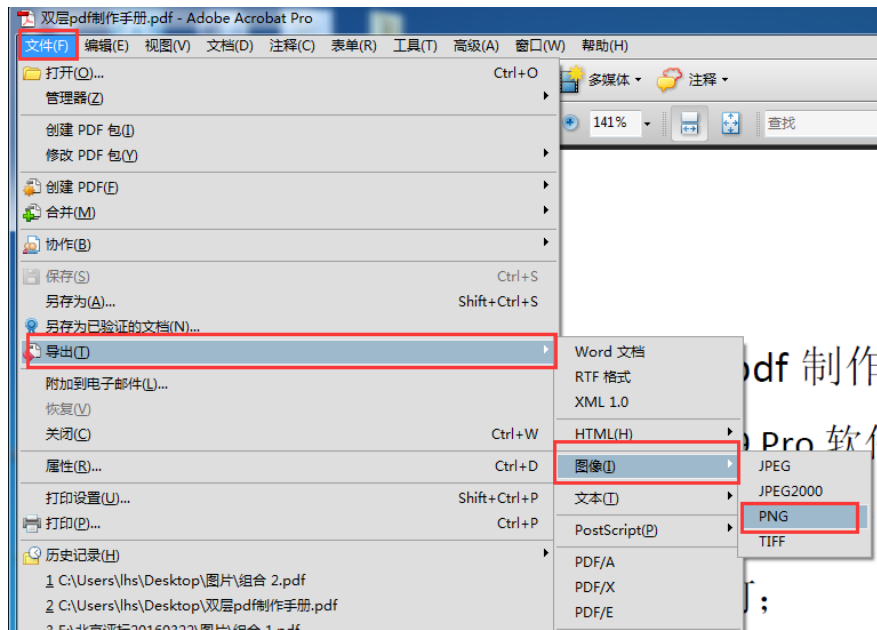 双层pdf制作手册.pdf - Adobe Acrobat Pro
文件(F) 编辑(E) 视图(V) 文档(D) 注释(C) 表单(R) 工具(T) 高级(A) 窗口(W) 帮助(H)
打开(O)... Ctrl+O
管理器(Z)
创建 PDF 包(I)
修改 PDF 包(Y)
创建 PDF(F)
合并(M)
协作(B)
保存(S) Ctrl+S
另存为(A)... Shift+Ctrl+S
另存为已验证的文档(N)...
导出(T)
附加到电子邮件(L)...
恢复(V)
关闭(C) Ctrl+W
属性(R)... Ctrl+D
打印设置(U)... Shift+Ctrl+P
打印(P)... Ctrl+P
历史记录(H)
1 C:\Users\lhs\Desktop\图片\组合 2.pdf
2 C:\Users\lhs\Desktop\双层pdf制作手册.pdf
多媒体 注释
141% 查找
Word 文档
RTF 格式
XML 1.0
HTML(H)
图像(I)
文本(T)
PostScript(P)
PDF/A
PDF/X
PDF/E
JPEG
JPEG2000
PNG
TIFF
pdf 制作
9 Pro 软
；